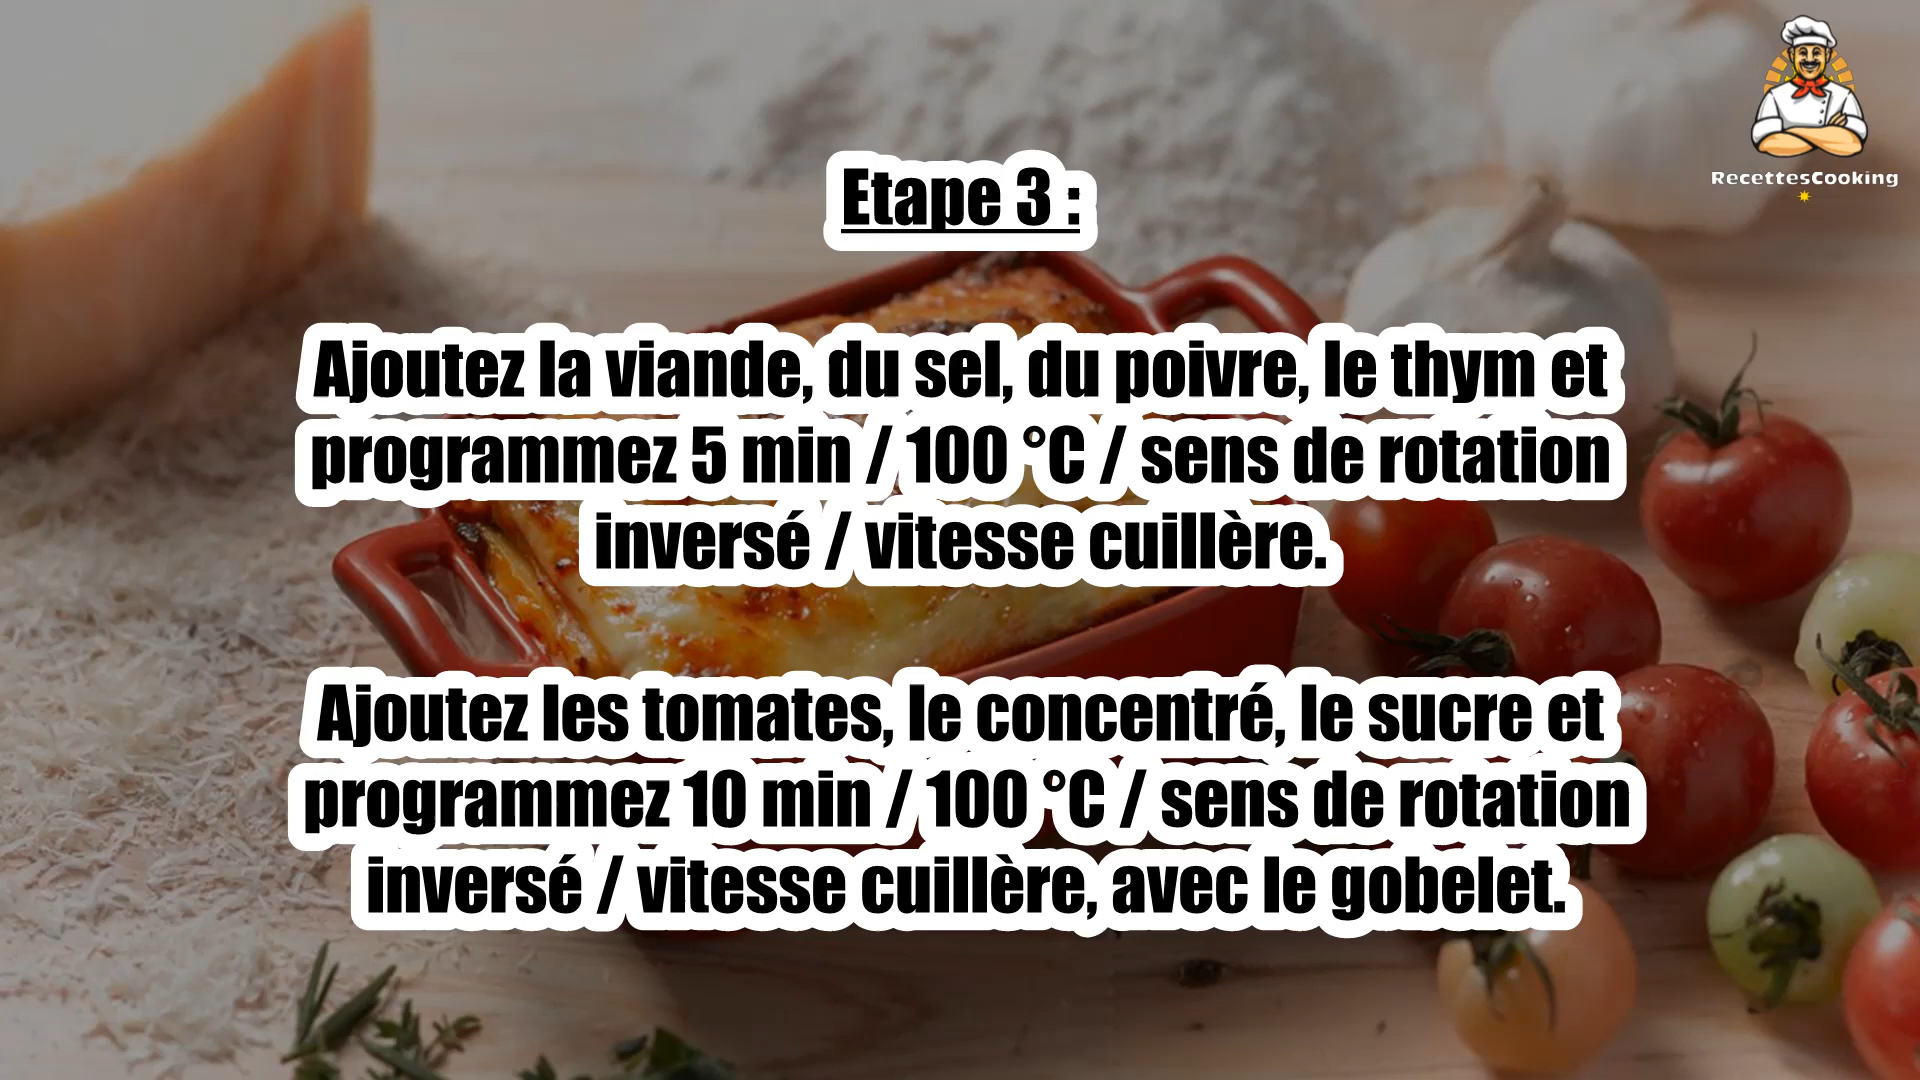 RecettesCooking
Etape 3 :
Ajoutez la viande, du sel, du poivre, le thym et
programmez 5 min / 100 °C / sens de rotation
inversé / vitesse cuillère.
Ajoutez les tomates, le concentré, le sucre et
programmez 10 min / 100 °C / sens de rotation
inversé / vitesse cuillère, avec le gobelet.